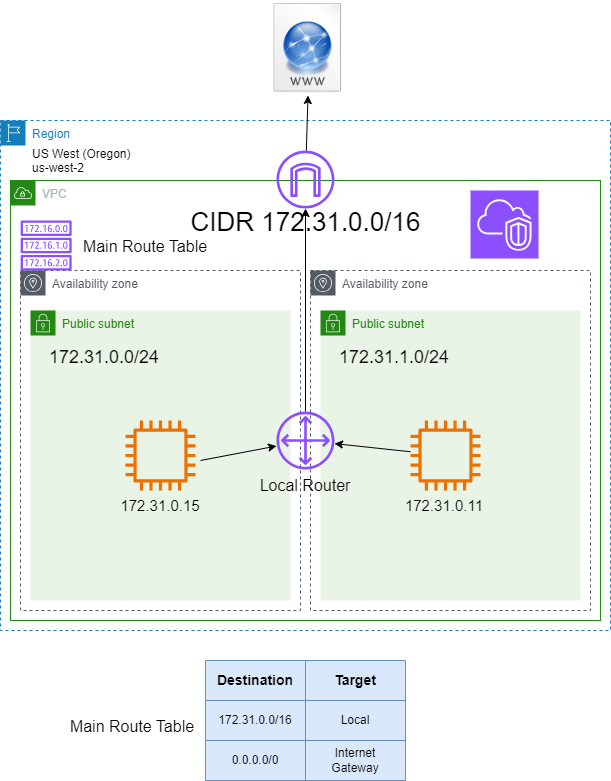 WWW
Region
US West (Oregon)
us-west-2
VPC
CIDR 172.31.0.0/16
172.16.0.0
172.16.1.0
172.16.2.0
Main Route Table
Availability zone
Availability zone
Public subnet
Public subnet
172.31.0.0/24
172.31.1.0/24
Local Router
172.31.0.15
172.31.0.11
Destination Target
172.31.0.0/16 Local
Main Route Table
0.0.0.0/0 Internet
Gateway